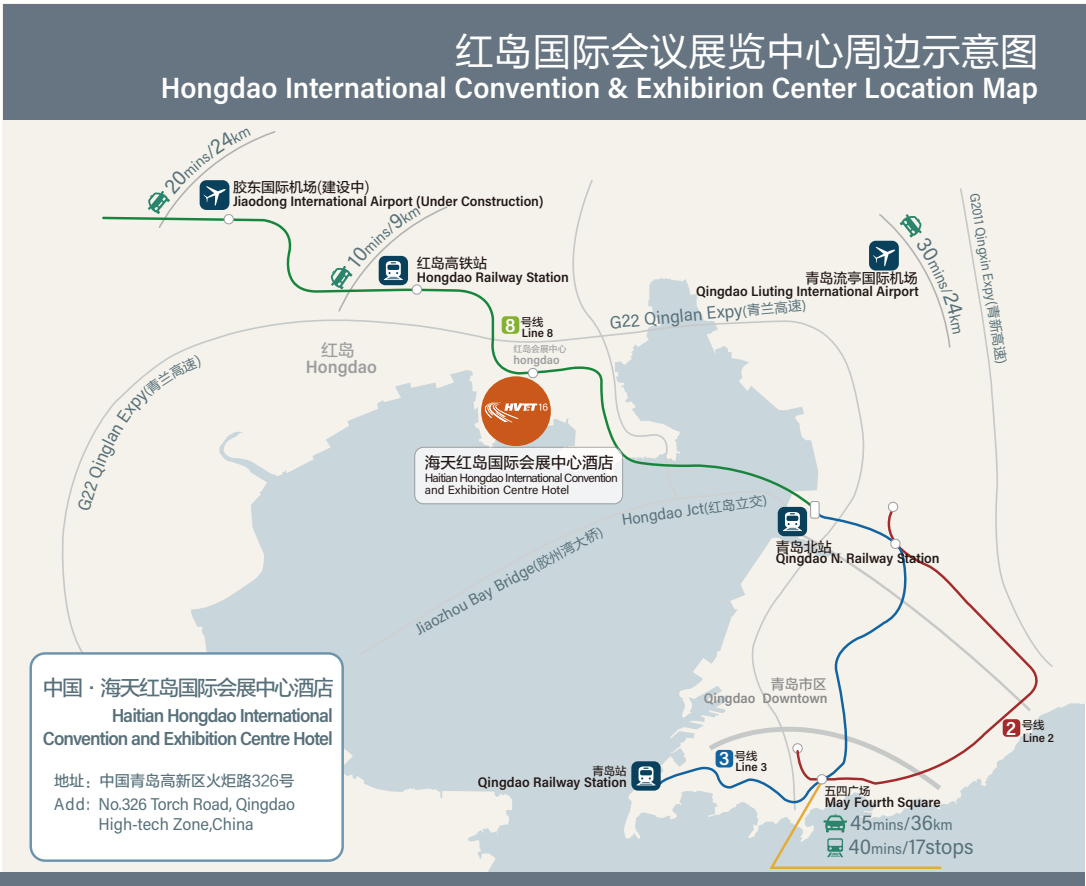 红岛国际会议展览中心周边示意图
Hongdao International Convention & Exhibirion Center Location Map
20mins/24km
胶东国际机场(建设中)
Jiaodong International Airport (Under Construction)
10mins/9km
红岛高铁站
Hongdao Railway Station
30mins/24km
G2011 Qingxin Expy(青新高速)
青岛流亭国际机场
Qingdao Liuting International Airport
8号线
Line 8
G22 Qinglan Expy(青兰高速)
红岛会展中心
hongdao
红岛
Hongdao
G22 Qinglan Expy(青兰高速)
HVET 16
海天红岛国际会展中心酒店
Haitian Hongdao International Convention
and Exhibition Centre Hotel
Hongdao Jct(红岛立交)
Jiaozhou Bay Bridge(胶州湾大桥)
青岛北站
Qingdao N. Railway Station
青岛市区
Qingdao Downtown
2号线
Line 2
3号线
Line 3
青岛站
Qingdao Railway Station
五四广场
May Fourth Square
45mins/36km
40mins/17stops
中国·海天红岛国际会展中心酒店
Haitian Hongdao International
Convention and Exhibition Centre Hotel
地址：中国青岛高新区火炬路326号
Add: No.326 Torch Road, Qingdao
High-tech Zone,China